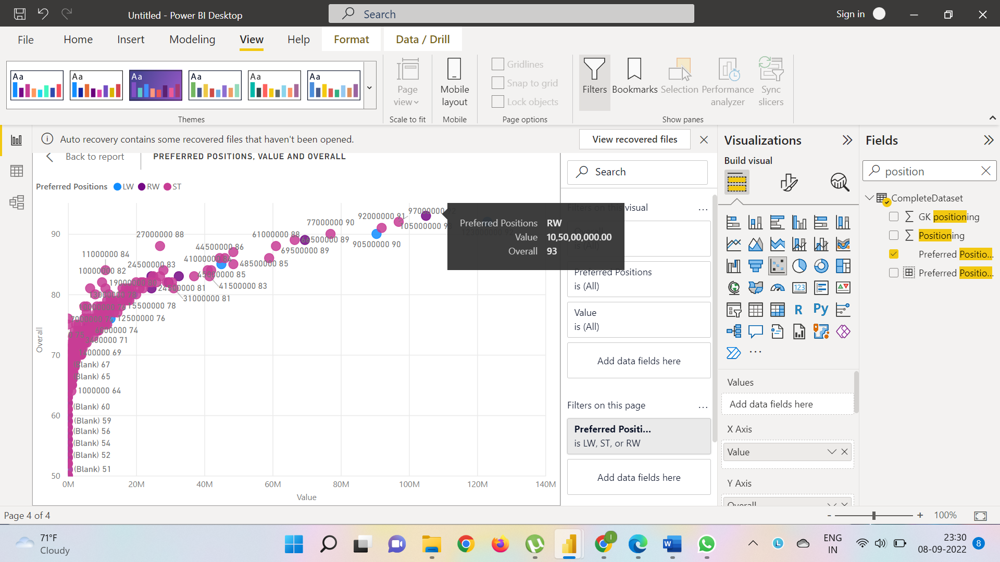 Untitled - Power BI Desktop
Search
Sign in
File
Home
Insert
Modeling
View
Help
Format
Data / Drill
Aa
Aa
Aa
Aa
Aa
Aa
Themes
Page view
Scale to fit
Mobile layout
Mobile
Gridlines
Snap to grid
Lock objects
Page options
Filters
Bookmarks
Selection
Performance analyzer
Sync slicers
Show panes
Auto recovery contains some recovered files that haven't been opened.
View recovered files
Back to report
PREFERRED POSITIONS, VALUE AND OVERALL
Preferred Positions
LW
RW
ST
97000000
92000000 91
105000000 93
77000000 90
90500000 90
61000000 88
66500000 89
69500000 89
27000000 88
44500000 86
11000000 84
24500000 83
41000000 84
48500000 85
10000000 82
45000000 85
19000000 80
24500000 81
41500000 83
31000000 81
15500000 78
12500000 76
6000000 74
3400000 71
1400000 69
(Blank) 67
(Blank) 65
1000000 64
(Blank) 60
(Blank) 59
(Blank) 56
(Blank) 54
(Blank) 52
(Blank) 51
90
80
70
60
50
Overall
0M
20M
40M
60M
80M
100M
120M
140M
Value
Preferred Positions RW
Value 10,50,00,000.00
Overall 93
Search
Filters on this visual
Overall
is (All)
Preferred Positions
is (All)
Value
is (All)
Add data fields here
Filters on this page
Preferred Positi...
is LW, ST, or RW
Add data fields here
Visualizations
Build visual
123
R
Py
Values
Add data fields here
X Axis
Value
Y Axis
Overall
Fields
position
CompleteDataset
GK positioning
Positioning
Preferred Positio...
Preferred Positio...
Page 4 of 4
- + 100%
71°F
Cloudy
ENG
IN
23:30
08-09-2022
8